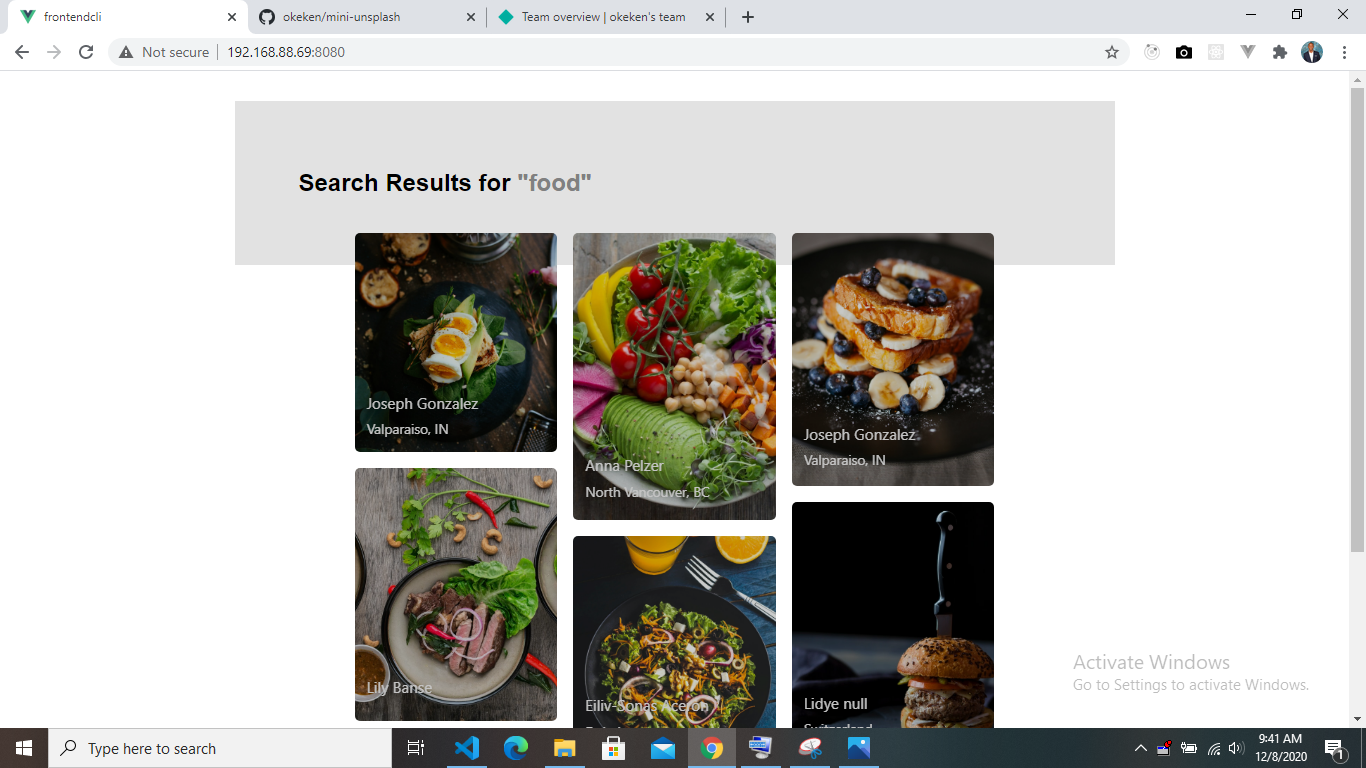 frontendcli
okeken/mini-unsplash
Team overview | okeken's team
Not secure
192.168.88.69:8080
Search Results for "food"
Joseph Gonzalez
Valparaiso, IN
Anna Pelzer
North Vancouver, BC
Joseph Gonzalez
Valparaiso, IN
Lily Banse
Eiliv-Sonas Aceron
Lidye null
Switzerland
Activate Windows
Go to Settings to activate Windows.
Type here to search
9:41 AM
12/8/2020
1